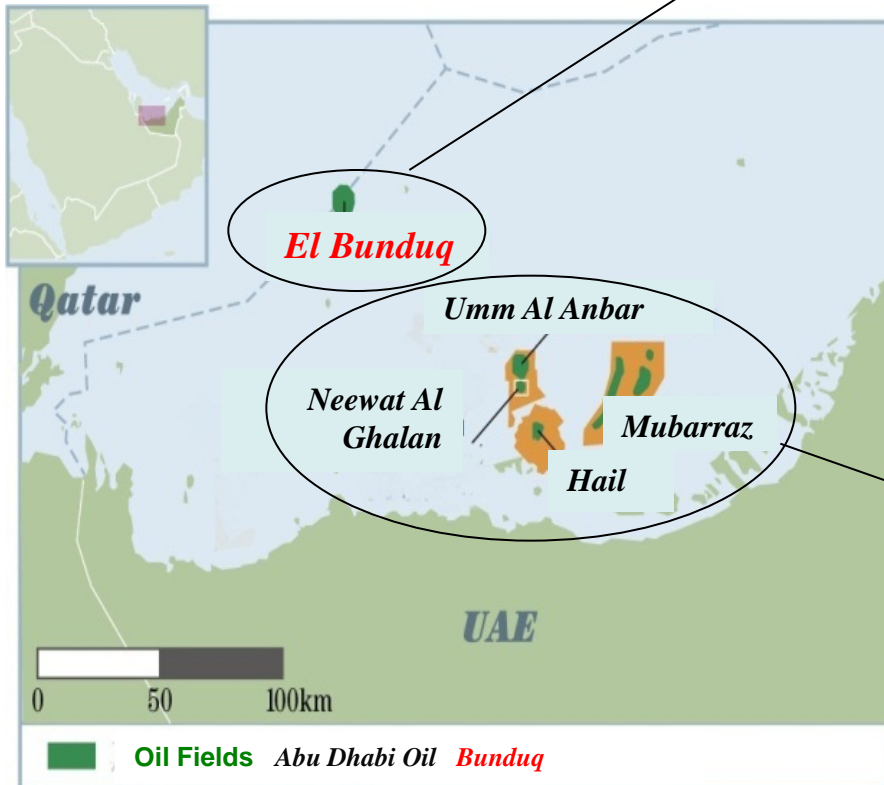 El Bunduq
Qatar
Umm Al Anbar
Neewat Al
Ghalan
Mubarraz
Hail
UAE
0 50 100km
Oil Fields Abu Dhabi Oil Bunduq